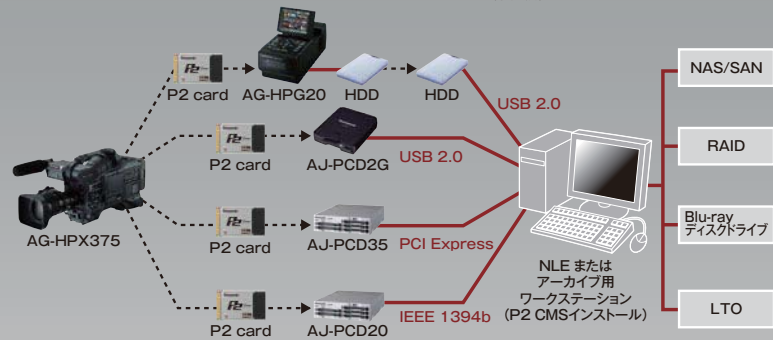 P2 card
AG-HPG20
HDD
HDD
USB 2.0
P2 card
AJ-PCD2G
USB 2.0
AG-HPX375
P2 card
AJ-PCD35
PCI Express
P2 card
AJ-PCD20
IEEE 1394b
NLE または
アーカイブ用
ワークステーション
(P2 CMSインストール)
NAS/SAN
RAID
Blu-ray
ディスクドライブ
LTO